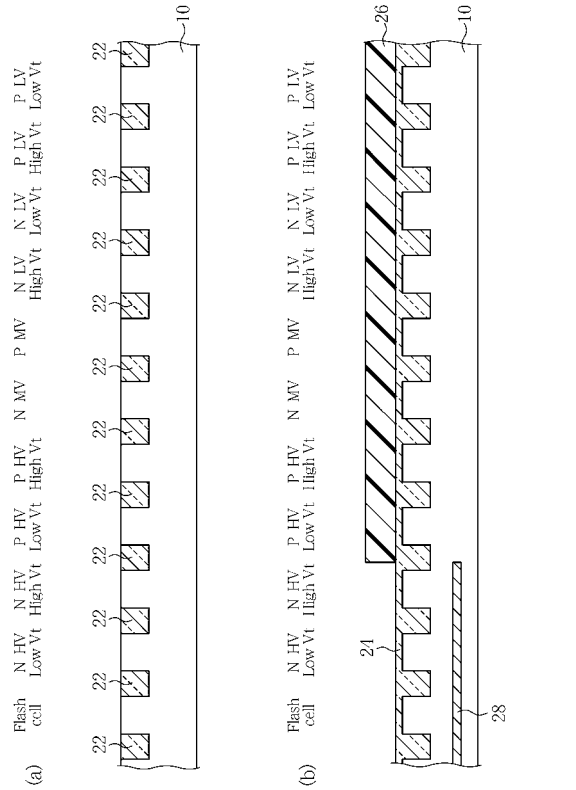 (a)
Flash N HV N HV P HV P HV N MV P MV N LV N LV P LV P LV
cell Low Vt High Vt Low Vt High Vt High Vt Low Vt High Vt Low Vt
22 22 22 22 22 22 22 22 22 22 22 22
10
(b)
Flash N HV N HV P HV P HV N MV P MV N LV N LV P LV P LV
cell Low Vt High Vt Low Vt High Vt High Vt Low Vt High Vt Low Vt
24
26
10
28